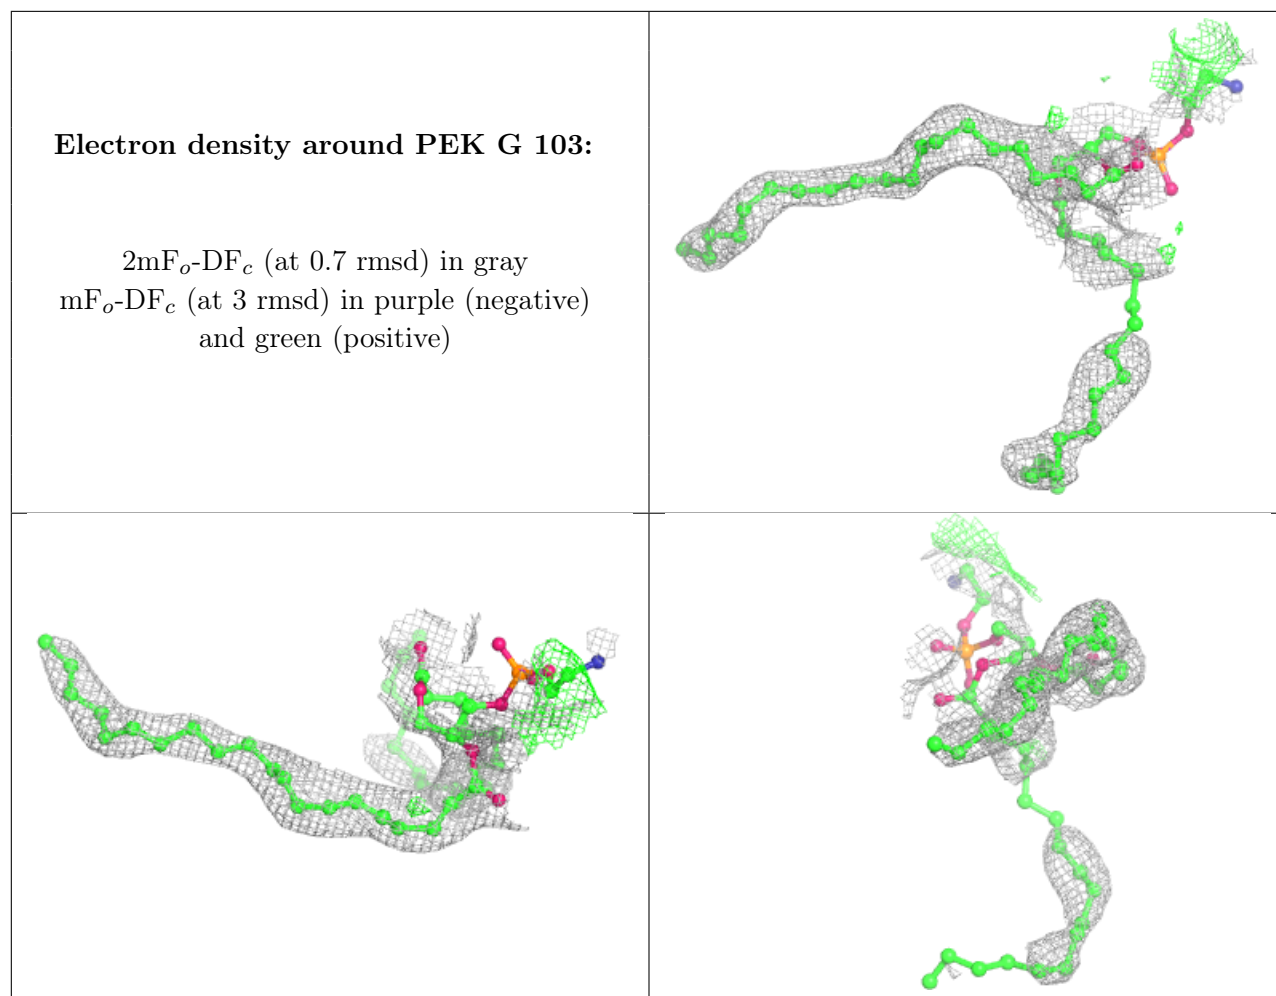 Electron density around PEK G 103:
2mFₒ-DF𝒸 (at 0.7 rmsd) in gray
mFₒ-DF𝒸 (at 3 rmsd) in purple (negative)
and green (positive)